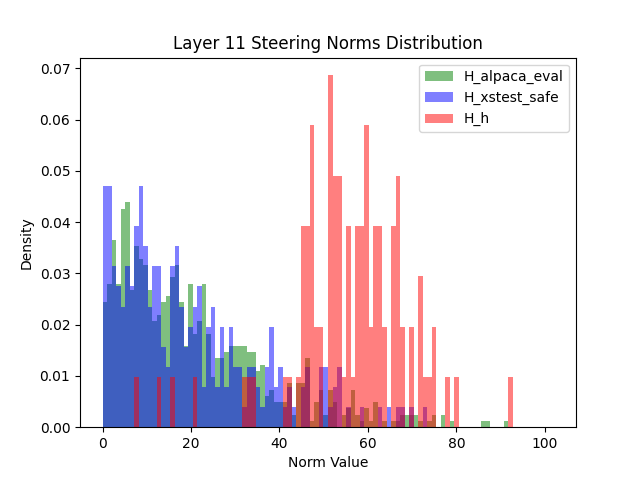 Layer 11 Steering Norms Distribution
H_alpaca_eval
H_xstest_safe
H_h
Density
0.07
0.06
0.05
0.04
0.03
0.02
0.01
0.00
0
20
40
60
80
100
Norm Value